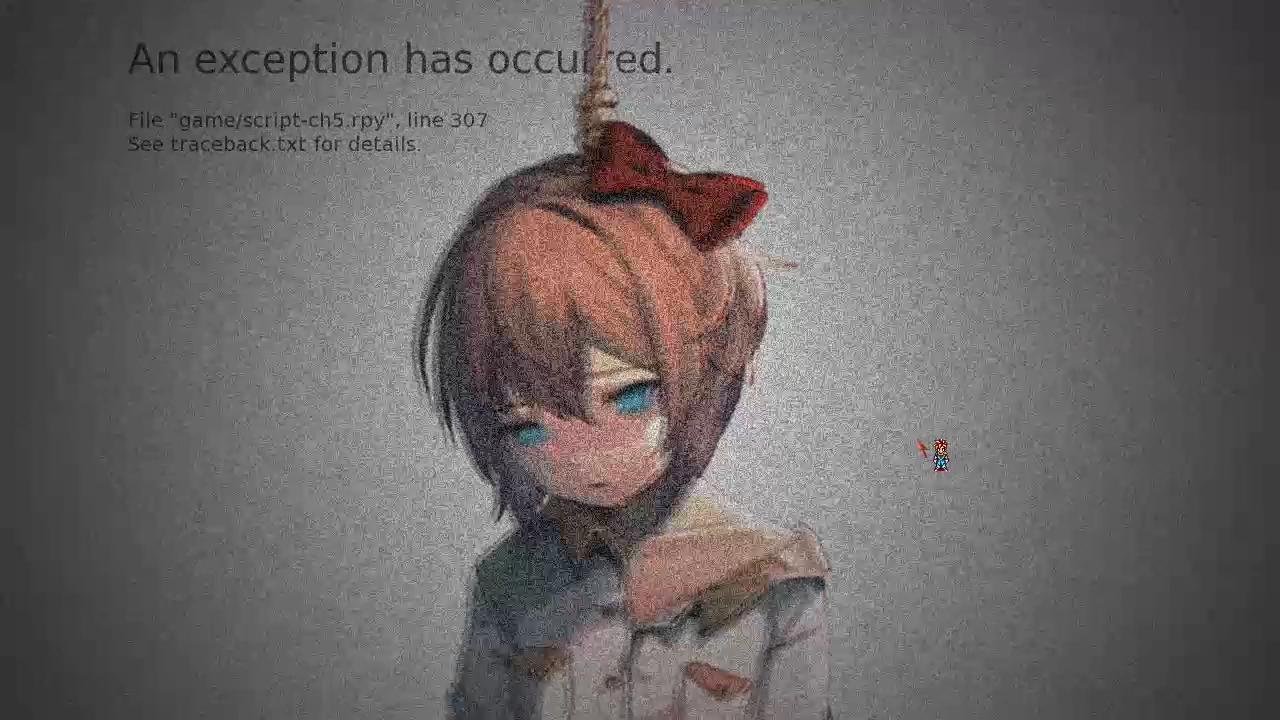 An exception has occurred.
File "game/script-ch5.rpy", line 307
See traceback.txt for details.